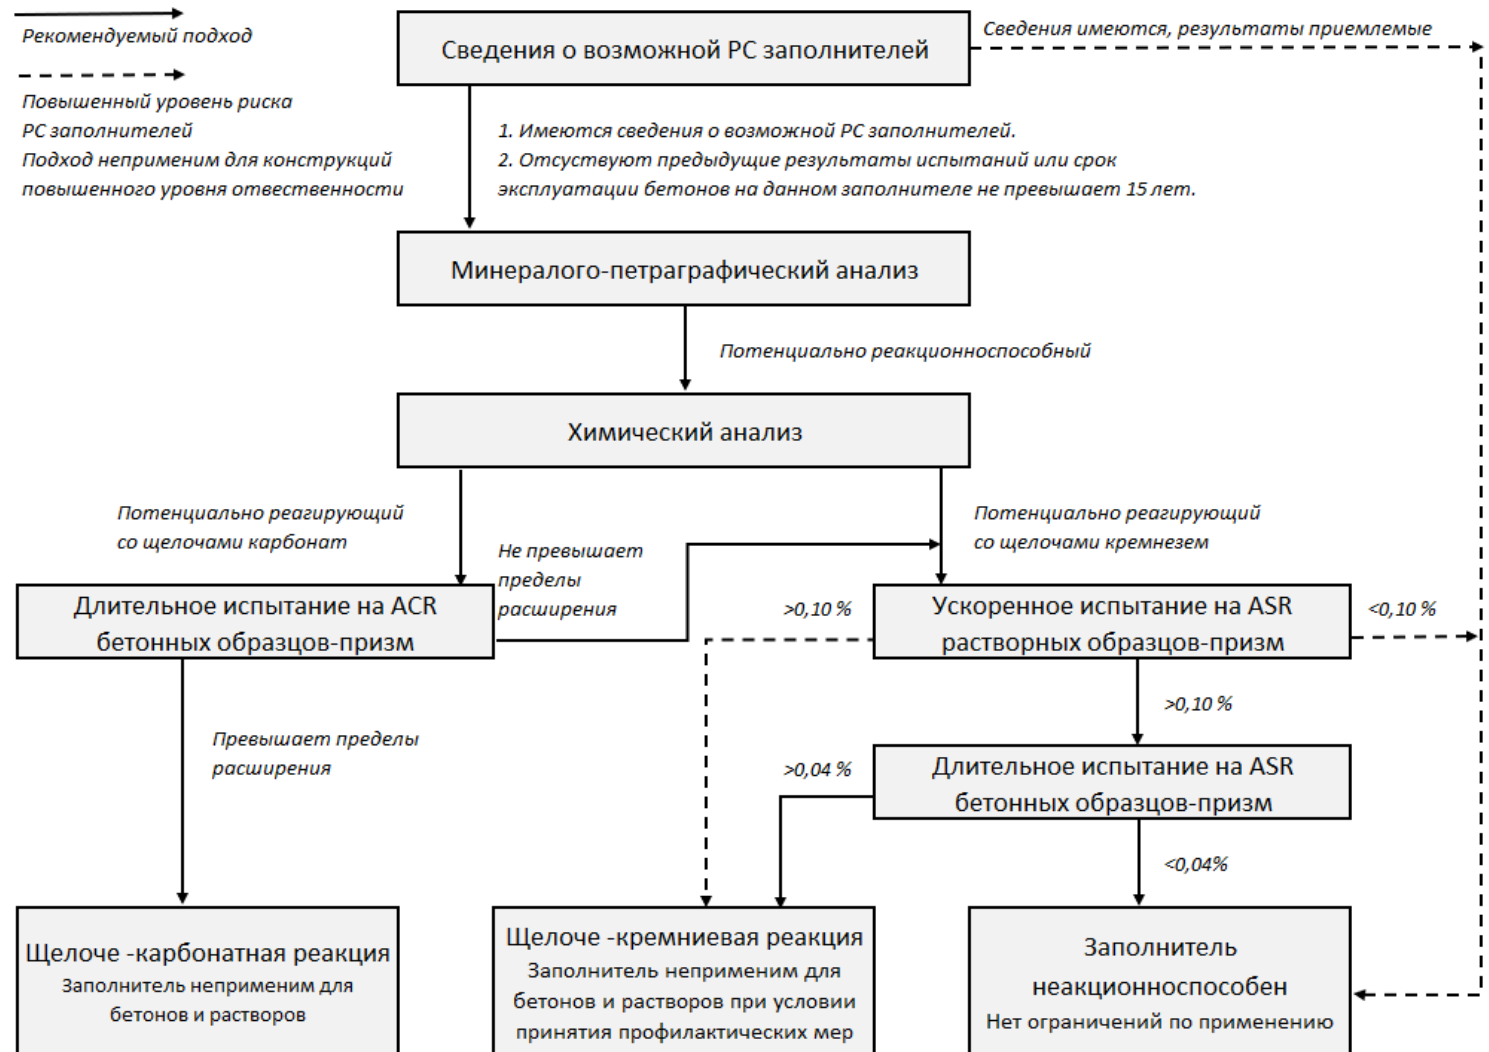 Рекомендуемый подход
Повышенный уровень риска
РС заполнителей
Подход неприменим для конструкций
повышенного уровня отвественности
Сведения о возможной РС заполнителей
Сведения имеются, результаты приемлемые
1. Имеются сведения о возможной РС заполнителей.
2. Отсуствуют предыдущие результаты испытаний или срок
эксплуатации бетонов на данном заполнителе не превышает 15 лет.
Минералого-петраграфический анализ
Потенциально реакционноспособный
Химический анализ
Потенциально реагирующий
со щелочами карбонат
Потенциально реагирующий
со щелочами кремнезем
Не превышает
пределы
расширения
Длительное испытание на ACR
бетонных образцов-призм
>0,10 %
Ускоренное испытание на ASR
растворных образцов-призм
<0,10 %
>0,10 %
Превышает пределы
расширения
>0,04 %
Длительное испытание на ASR
бетонных образцов-призм
<0,04%
Щелоче -карбонатная реакция
Заполнитель неприменим для
бетонов и растворов
Щелоче -кремниевая реакция
Заполнитель неприменим для
бетонов и растворов при условии
принятия профилактических мер
Заполнитель
неакционноспособен
Нет ограничений по применению